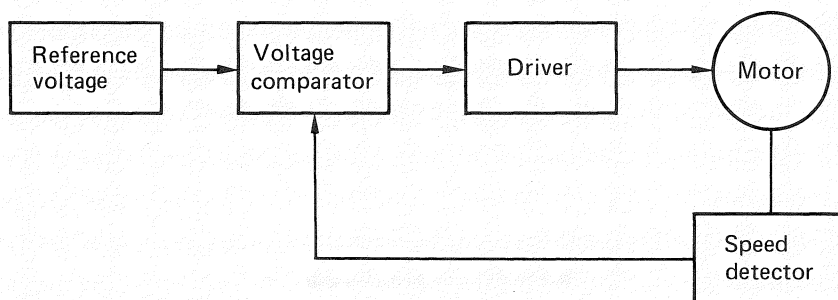 Reference
voltage
Voltage
comparator
Driver
Motor
Speed
detector